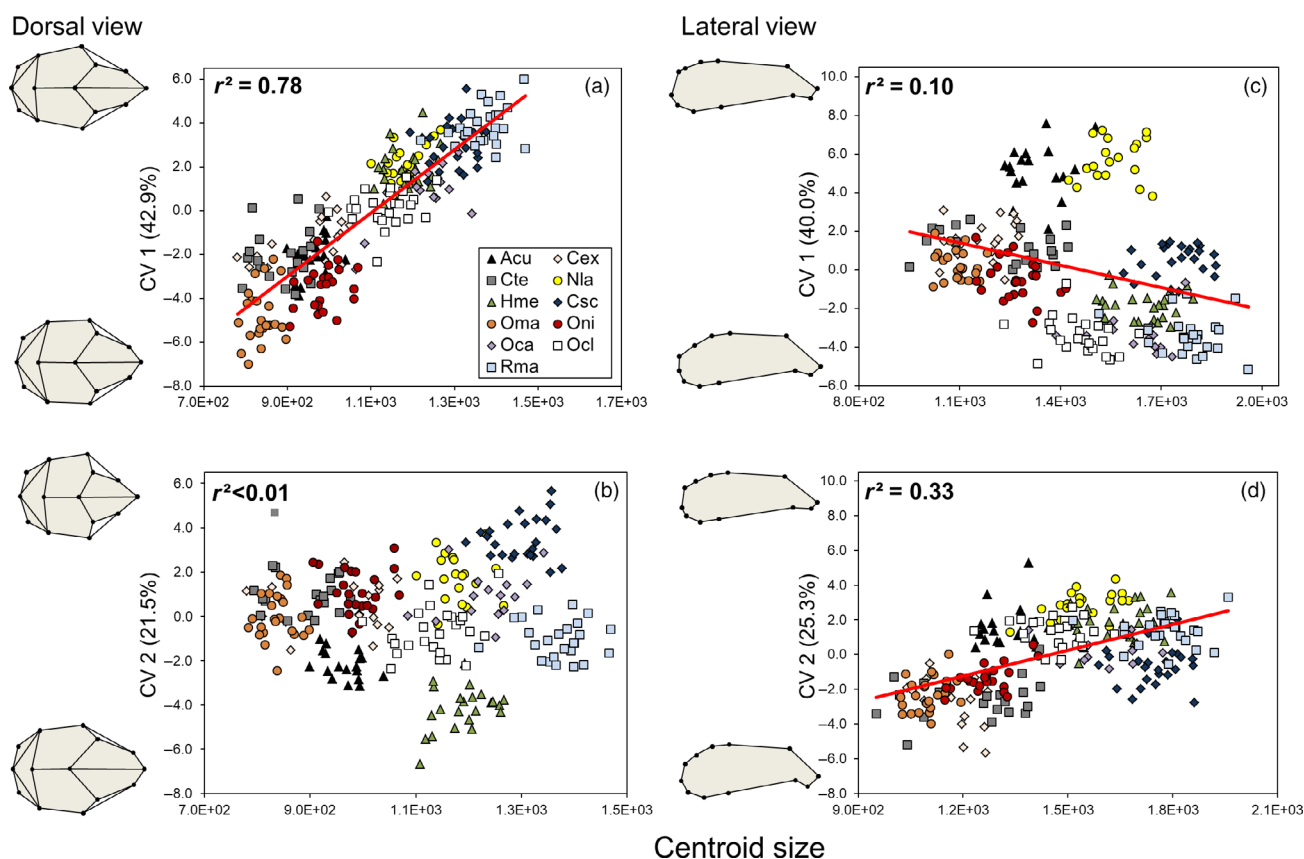 Dorsal view
Lateral view
r² = 0.78
(a)
CV 1 (42.9%)
6.0
4.0
2.0
0.0
−2.0
−4.0
−6.0
−8.0
7.0E+02
9.0E+02
1.1E+03
1.3E+03
1.5E+03
1.7E+03
Acu
Cex
Cte
Nla
Hme
Csc
Oma
Oni
Oca
Ocl
Rma
r² = 0.10
(c)
CV 1 (40.0%)
10.0
8.0
6.0
4.0
2.0
0.0
−2.0
−4.0
−6.0
8.0E+02
1.1E+03
1.4E+03
1.7E+03
2.0E+03
r²<0.01
(b)
CV 2 (21.5%)
6.0
4.0
2.0
0.0
−2.0
−4.0
−6.0
−8.0
7.0E+02
9.0E+02
1.1E+03
1.3E+03
1.5E+03
r² = 0.33
(d)
CV 2 (25.3%)
10.0
8.0
6.0
4.0
2.0
0.0
−2.0
−4.0
−6.0
−8.0
9.0E+02
1.2E+03
1.5E+03
1.8E+03
2.1E+03
Centroid size